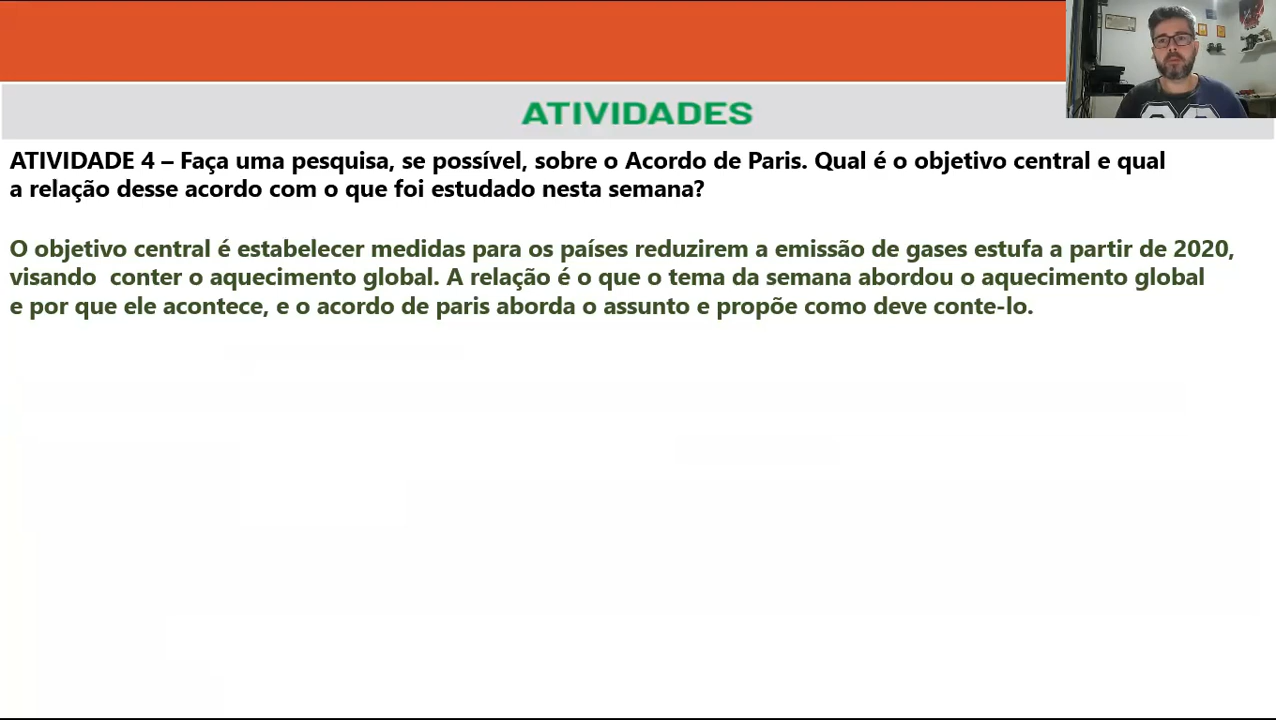 ATIVIDADES
ATIVIDADE 4 – Faça uma pesquisa, se possível, sobre o Acordo de Paris. Qual é o objetivo central e qual
a relação desse acordo com o que foi estudado nesta semana?
O objetivo central é estabelecer medidas para os países reduzirem a emissão de gases estufa a partir de 2020,
visando  conter o aquecimento global. A relação é o que o tema da semana abordou o aquecimento global
e por que ele acontece, e o acordo de paris aborda o assunto e propõe como deve conte-lo.